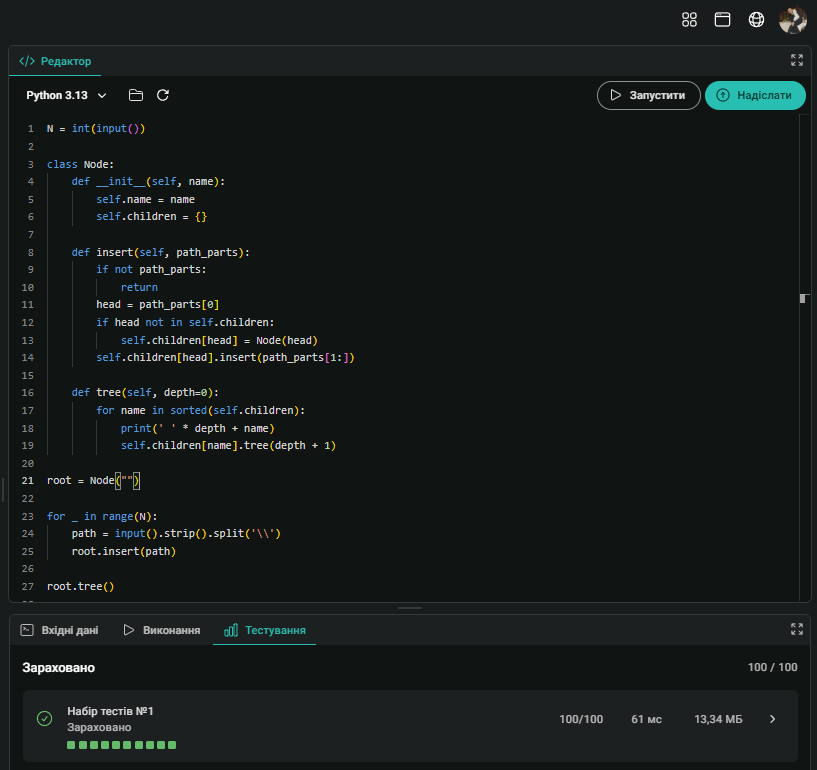 </> Редактор
Python 3.13
Запустити
Надіслати
1 N = int(input())
2
3 class Node:
4     def __init__(self, name):
5         self.name = name
6         self.children = {}
7
8     def insert(self, path_parts):
9         if not path_parts:
10             return
11         head = path_parts[0]
12         if head not in self.children:
13             self.children[head] = Node(head)
14         self.children[head].insert(path_parts[1:])
15
16     def tree(self, depth=0):
17         for name in sorted(self.children):
18             print(' ' * depth + name)
19             self.children[name].tree(depth + 1)
20
21 root = Node("")
22
23 for _ in range(N):
24     path = input().strip().split('\\')
25     root.insert(path)
26
27 root.tree()
Вхідні дані
Виконання
Тестування
Зараховано
100 / 100
Набір тестів №1
Зараховано
100/100
61 мс
13,34 МБ